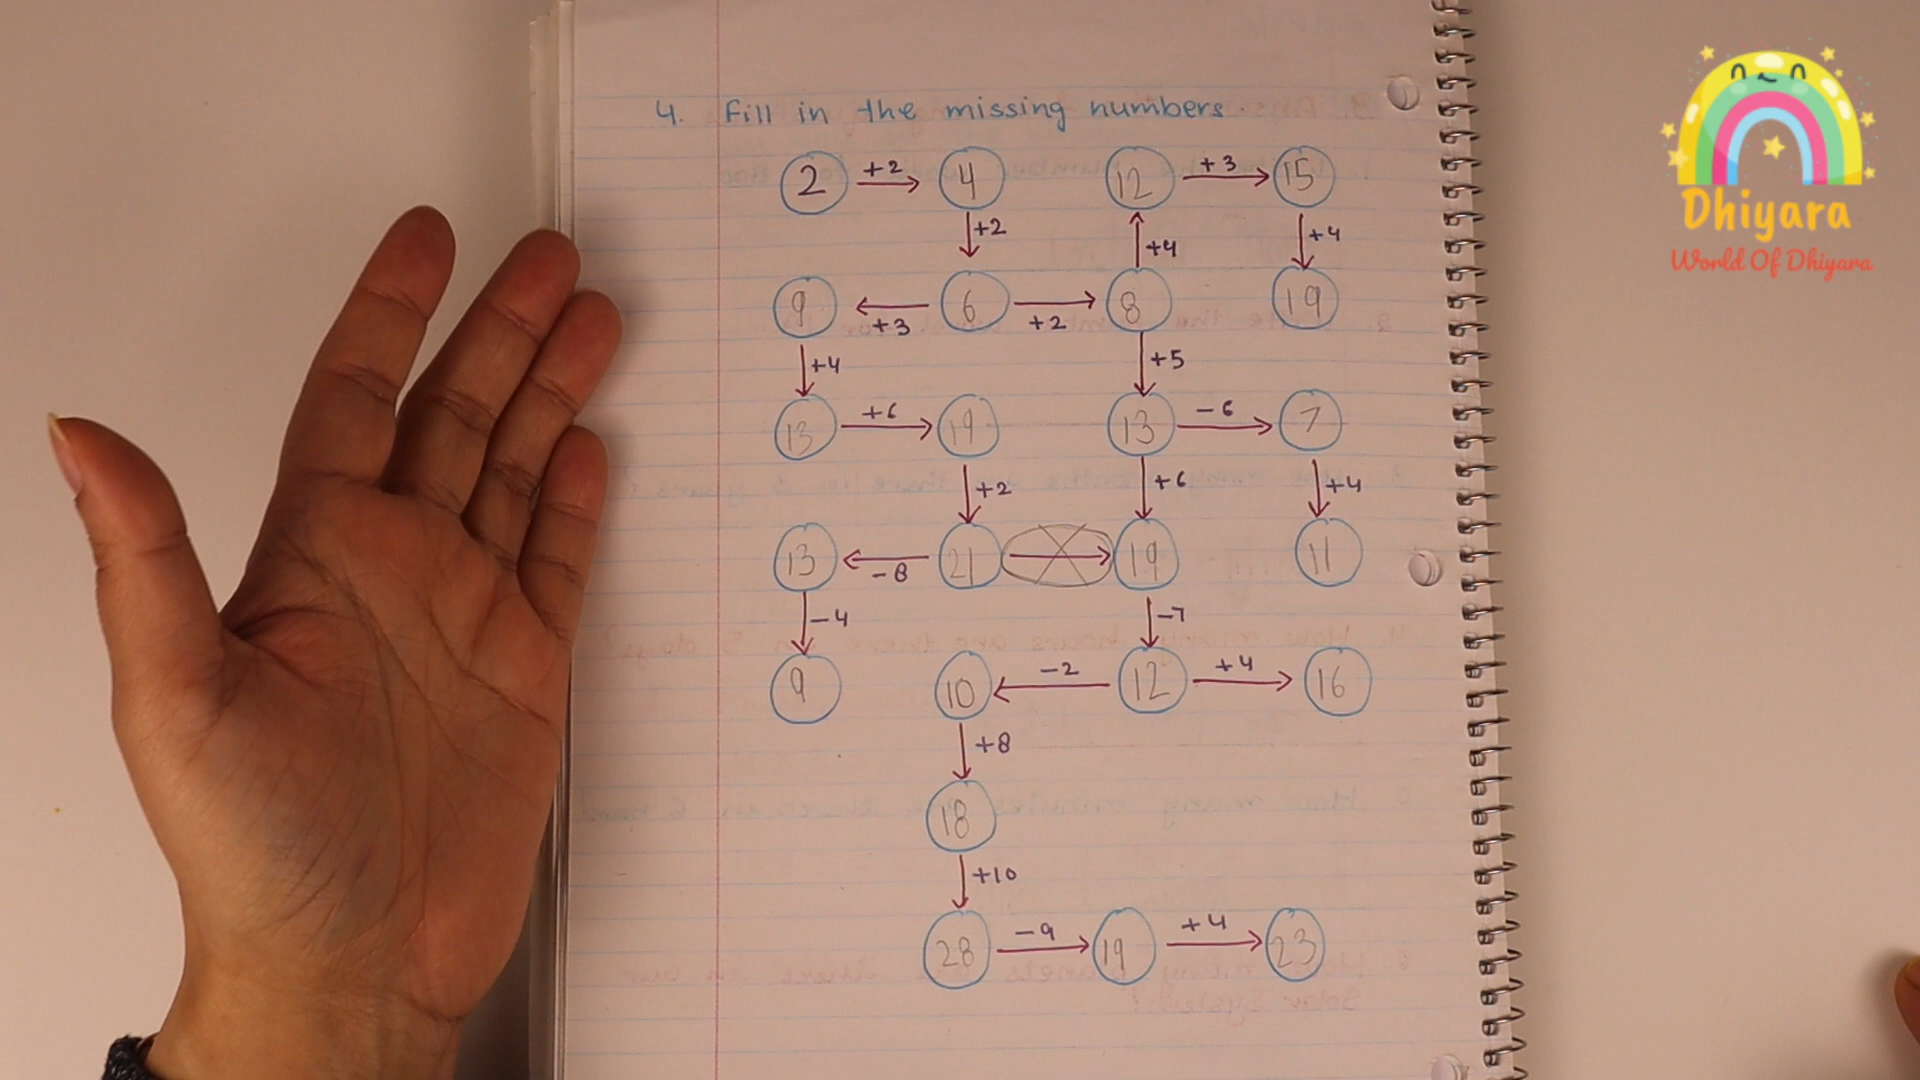 4. Fill in the missing numbers.
2 +2 4 12 +3 15
+2 +4 +4
9 +3 6 +2 8 19
+4 +5
13 +6 19 13 -6 7
+2 +6 +4
13 -8 21 19 11
-4 -7
9 10 -2 12 +4 16
+8
18
+10
28 -9 19 +4 23
Dhiyara
World Of Dhiyara